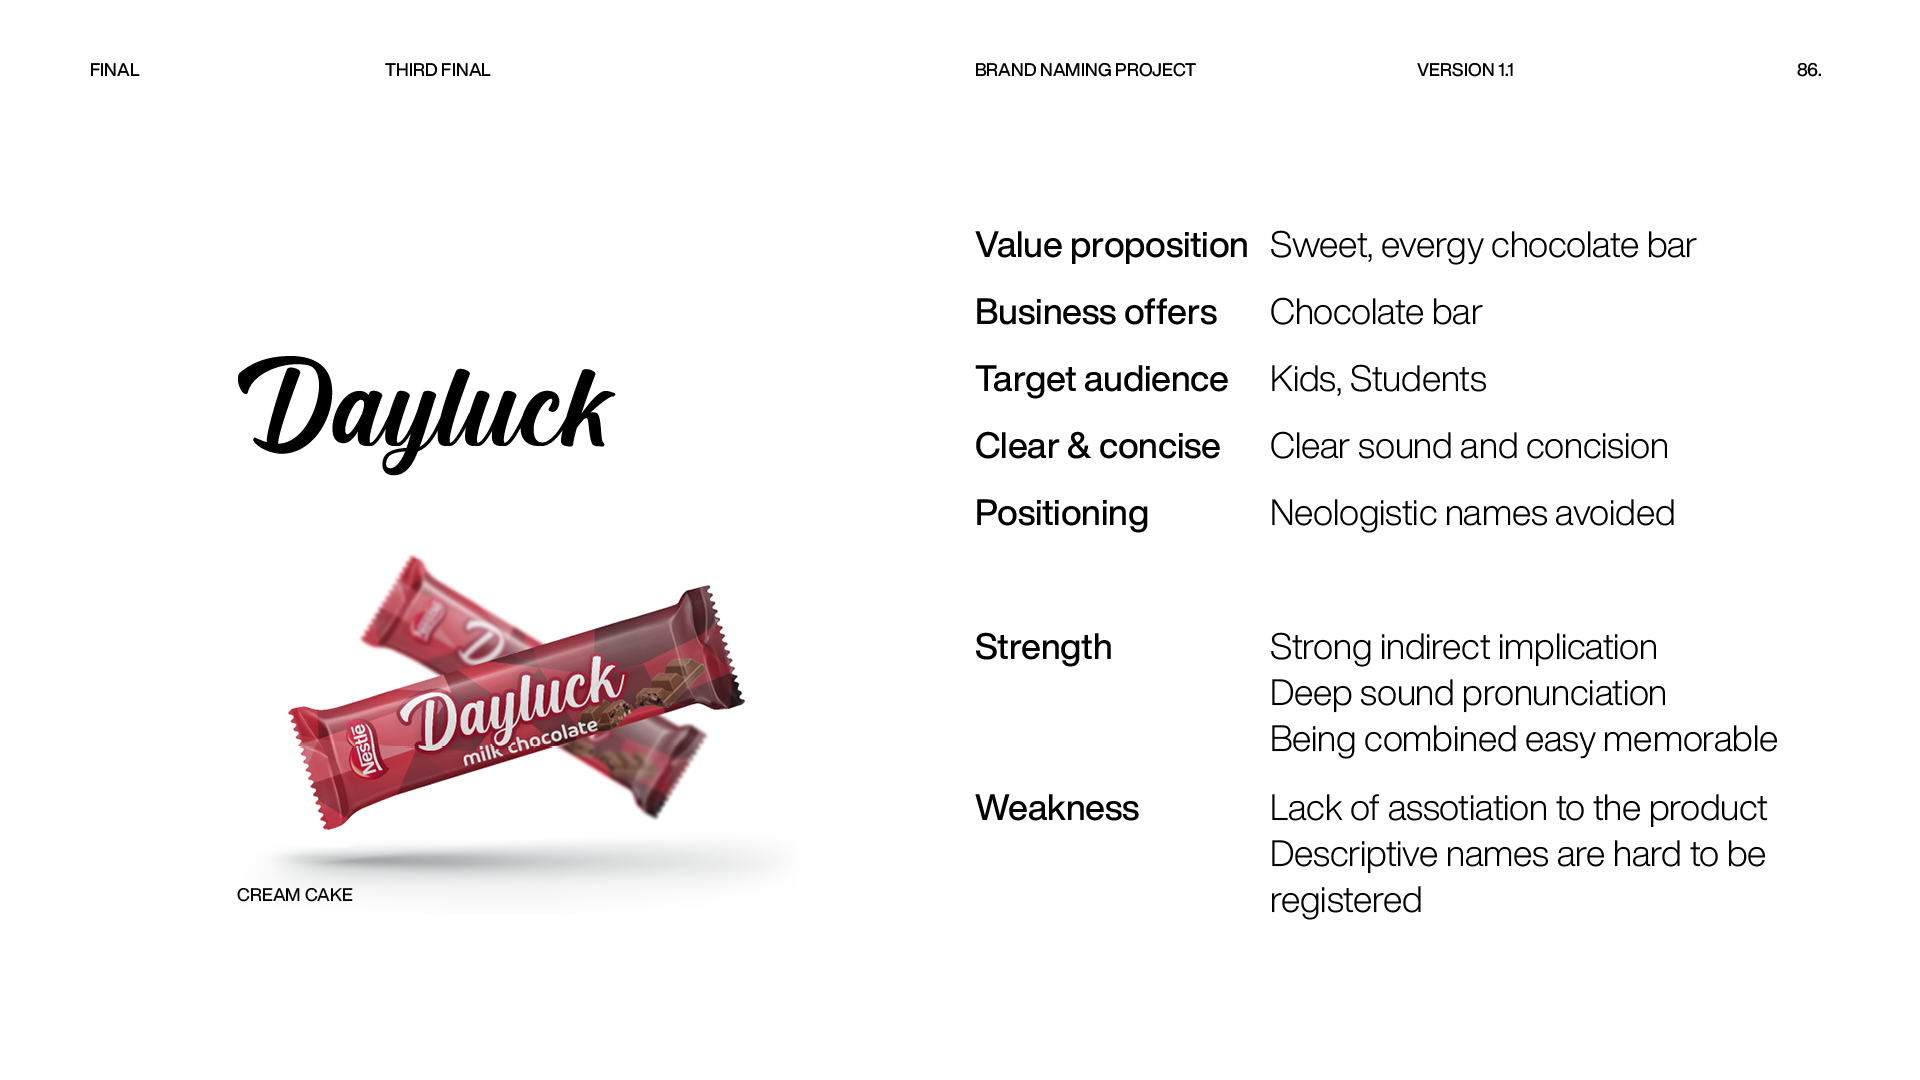 FINAL
THIRD FINAL
BRAND NAMING PROJECT
VERSION 1.1
86.
Dayluck
Nestlé
D
Nestlé
Dayluck
milk chocolate
CREAM CAKE
Value proposition Sweet, evergy chocolate bar
Business offers Chocolate bar
Target audience Kids, Students
Clear & concise Clear sound and concision
Positioning Neologistic names avoided
Strength Strong indirect implication
Deep sound pronunciation
Being combined easy memorable
Weakness Lack of assotiation to the product
Descriptive names are hard to be
registered